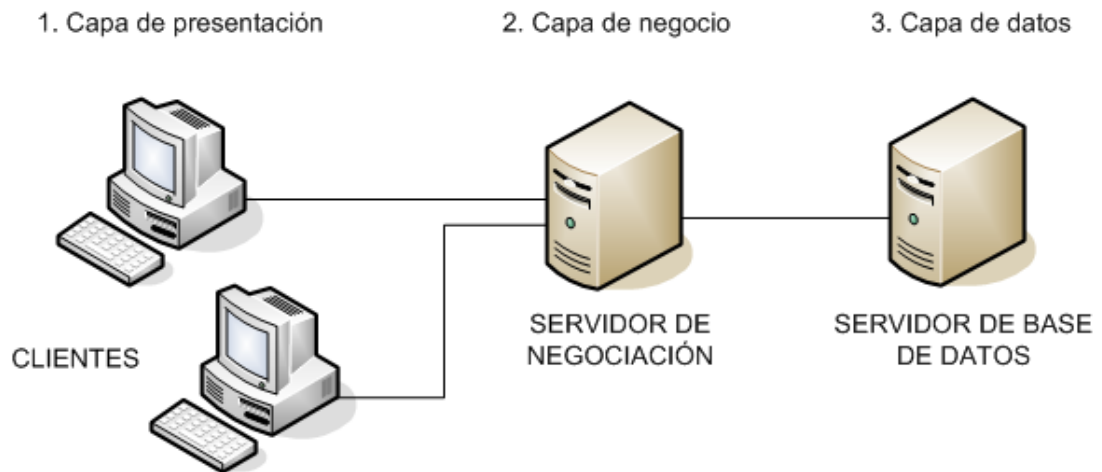 1. Capa de presentación
2. Capa de negocio
3. Capa de datos
CLIENTES
SERVIDOR DE
NEGOCIACIÓN
SERVIDOR DE BASE
DE DATOS